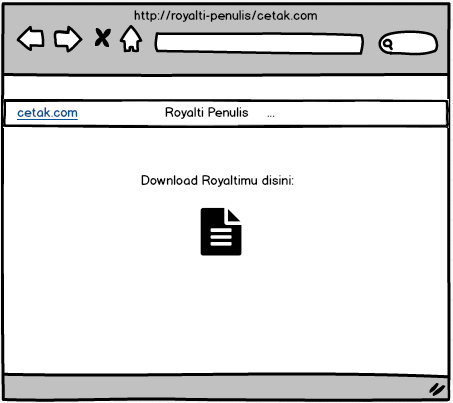 http://royalti-penulis/cetak.com
cetak.com Royalti Penulis ...
Download Royaltimu disini: